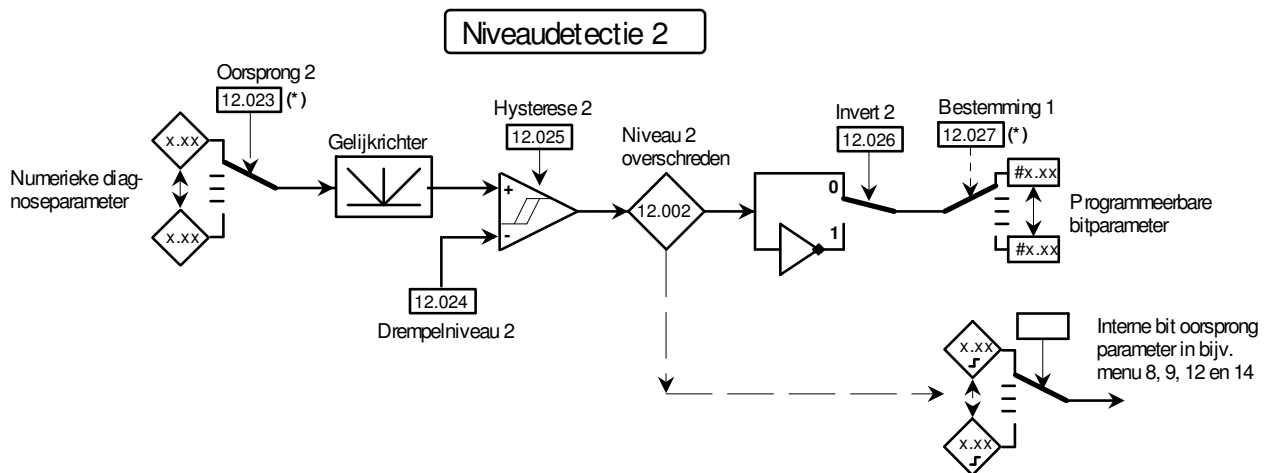 Niveaudetectie 2
Oorsprong 2
12.023 (*)
x.xx
x.xx
Numerieke diag-
noseparameter
Gelijkrichter
Hysterese 2
12.025
+
-
12.024
Drempelniveau 2
Niveau 2
overschreden
12.002
Invert 2
12.026
0
1
Bestemming 1
12.027 (*)
#x.xx
#x.xx
Programmeerbare
bitparameter
x.xx
x.xx
Interne bit oorsprong
parameter in bijv.
menu 8, 9, 12 en 14